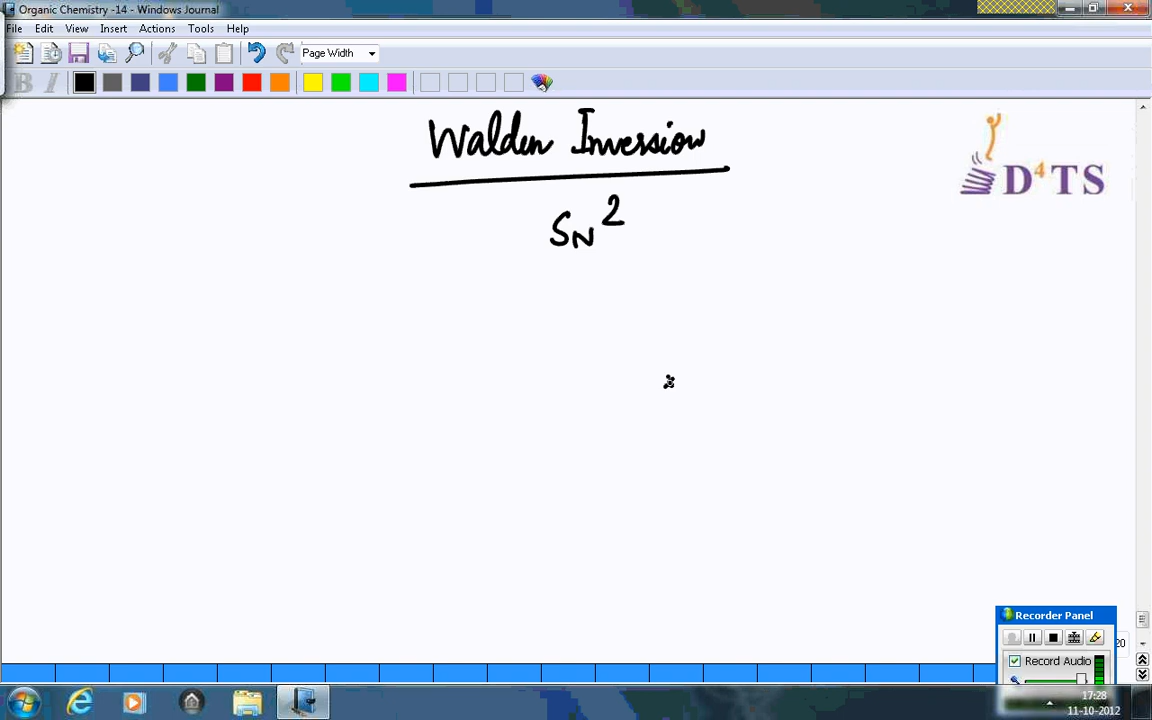 Organic Chemistry -14 - Windows Journal
File Edit View Insert Actions Tools Help
Page Width
B I
Walden Inversion
SN²
D4TS
Recorder Panel
20
Record Audio
17:28
11-10-2012